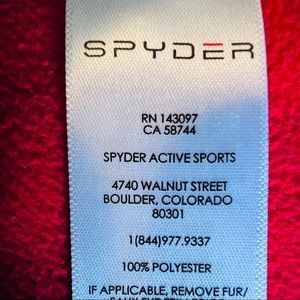 SPYDER
RN 143097
CA 58744
SPYDER ACTIVE SPORTS
4740 WALNUT STREET
BOULDER, COLORADO
80301
1(844)977.9337
100% POLYESTER
IF APPLICABLE, REMOVE FUR/